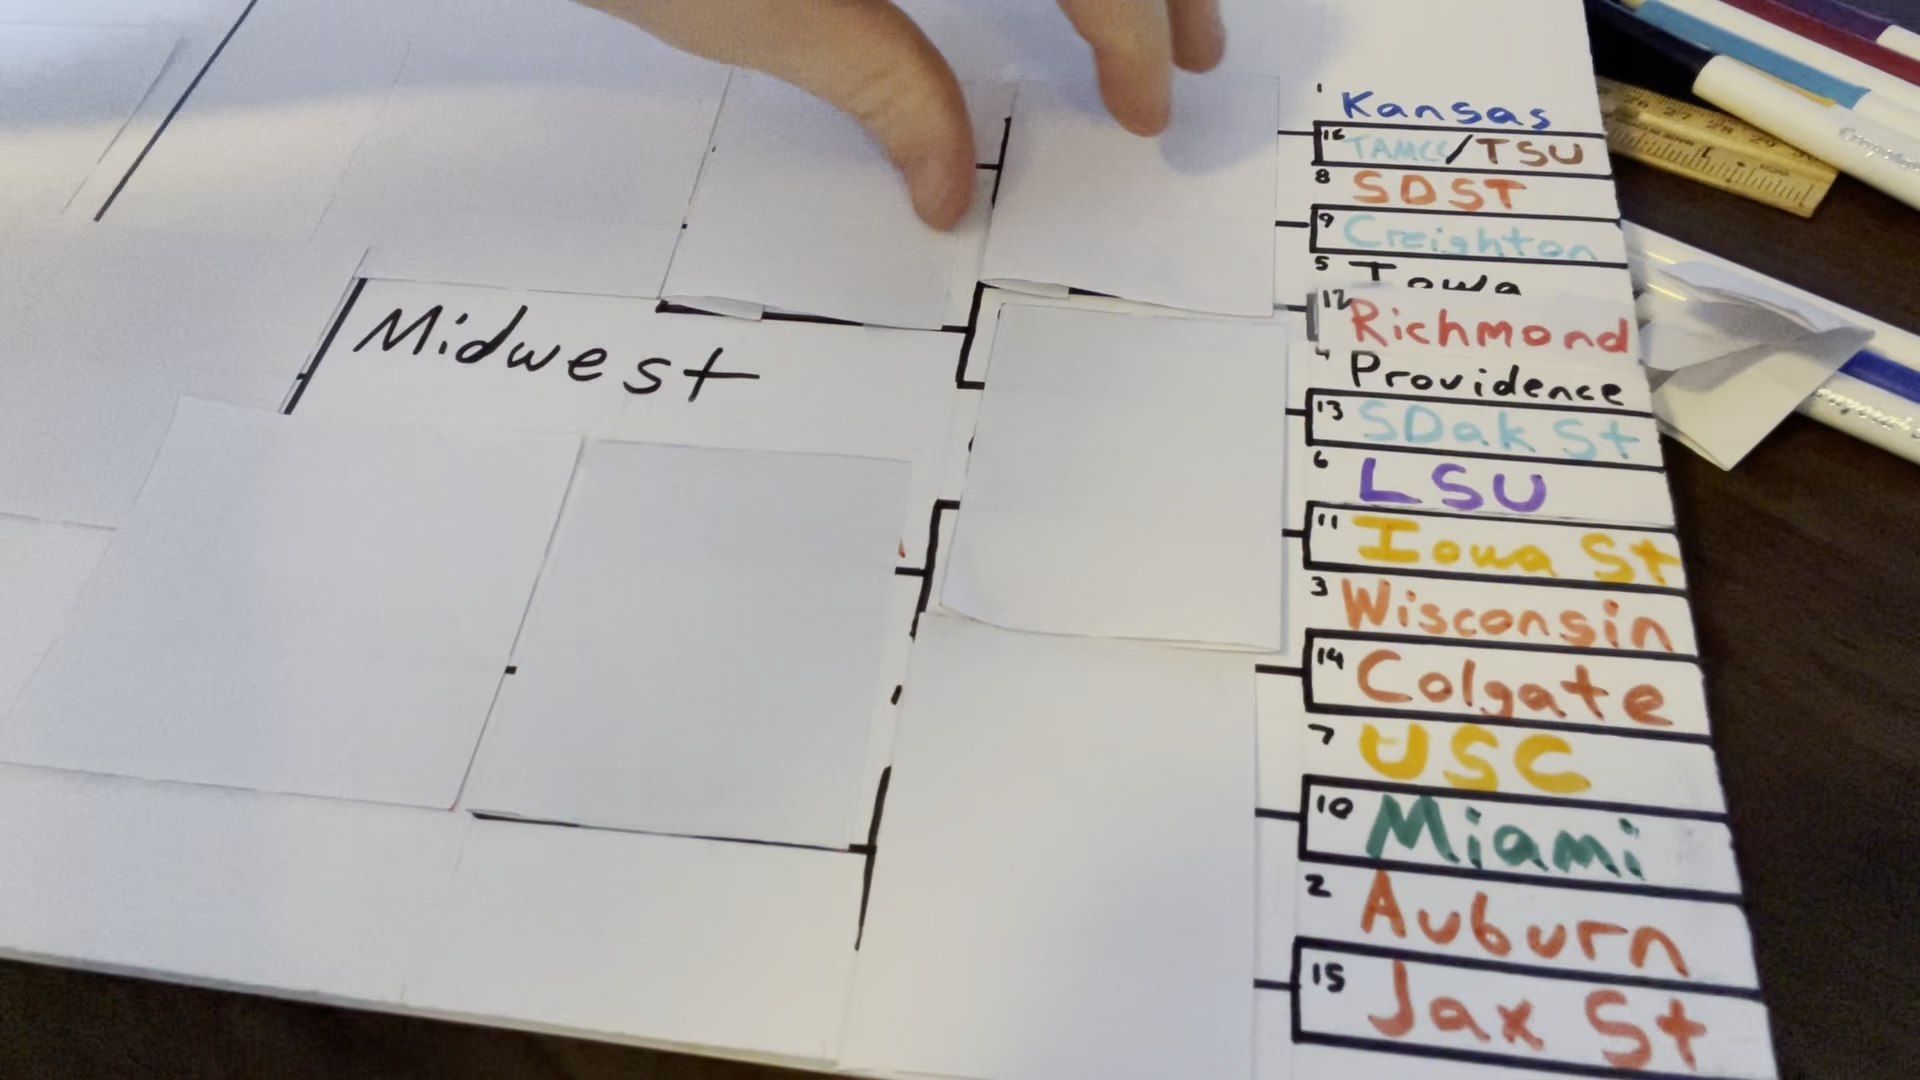 1 Kansas
16 TAMCC/TSU
8 SDST
9 Creighton
5 Iowa
12 Richmond
4 Providence
13 SDak St
6 LSU
11 Iowa St
3 Wisconsin
14 Colgate
7 USC
10 Miami
2 Auburn
15 Jax St
Midwest